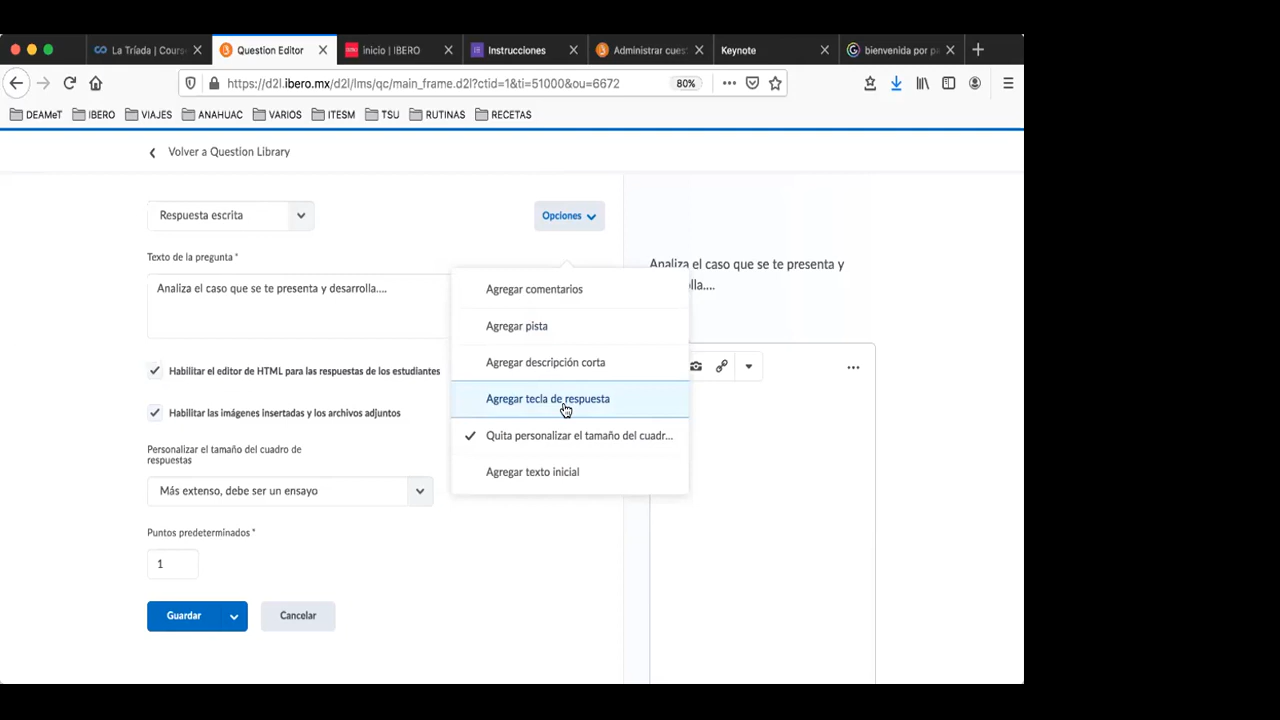 La Tríada | Cours
Question Editor
inicio | IBERO
Instrucciones
Administrar cues
Keynote
bienvenida por pa
https://d2l.ibero.mx/d2l/lms/qc/main_frame.d2l?ctid=1&ti=51000&ou=6672
80%
DEAMeT
IBERO
VIAJES
ANAHUAC
VARIOS
ITESM
TSU
RUTINAS
RECETAS
Volver a Question Library
Respuesta escrita
Opciones
Texto de la pregunta *
Analiza el caso que se te presenta y desarrolla....
Habilitar el editor de HTML para las respuestas de los estudiantes
Habilitar las imágenes insertadas y los archivos adjuntos
Personalizar el tamaño del cuadro de
respuestas
Más extenso, debe ser un ensayo
Puntos predeterminados *
1
Guardar
Cancelar
Agregar comentarios
Agregar pista
Agregar descripción corta
Agregar tecla de respuesta
Quita personalizar el tamaño del cuadr...
Agregar texto inicial
Analiza el caso que se te presenta y
lla....